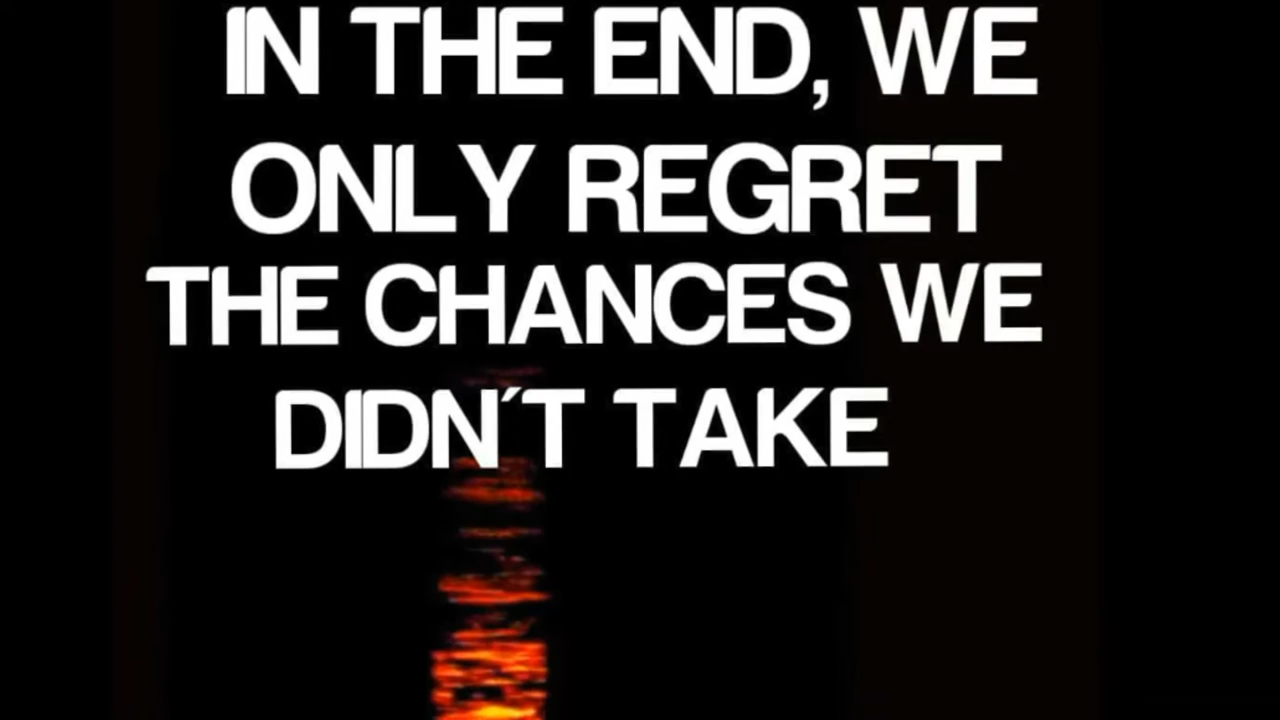 IN THE END, WE
ONLY REGRET
THE CHANCES WE
DIDN´T TAKE